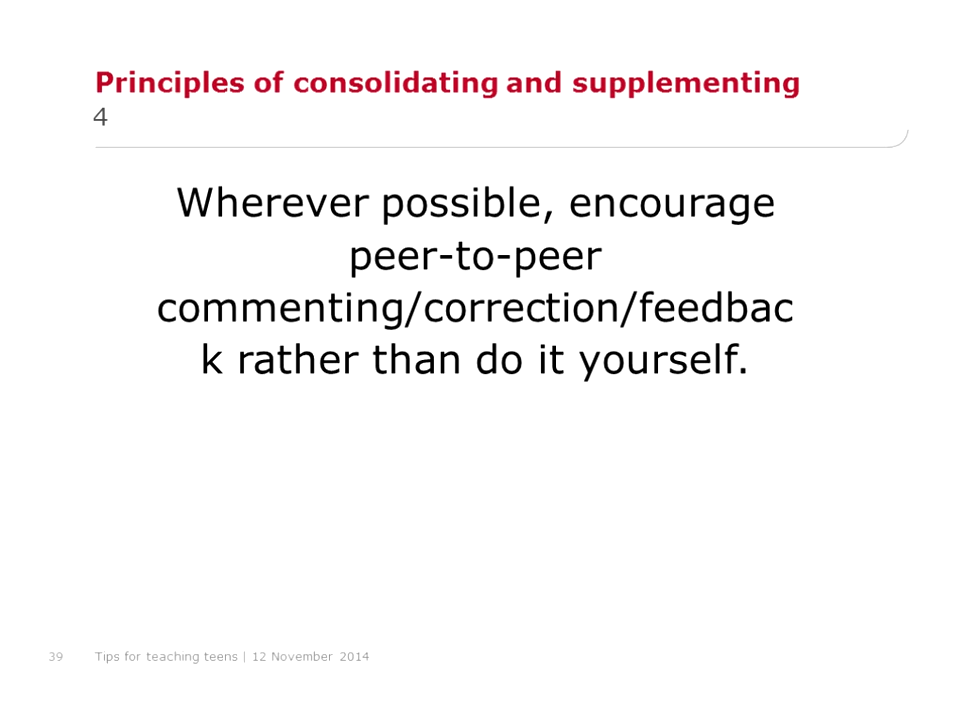 Principles of consolidating and supplementing
4
Wherever possible, encourage
peer-to-peer
commenting/correction/feedbac
k rather than do it yourself.
39 Tips for teaching teens | 12 November 2014